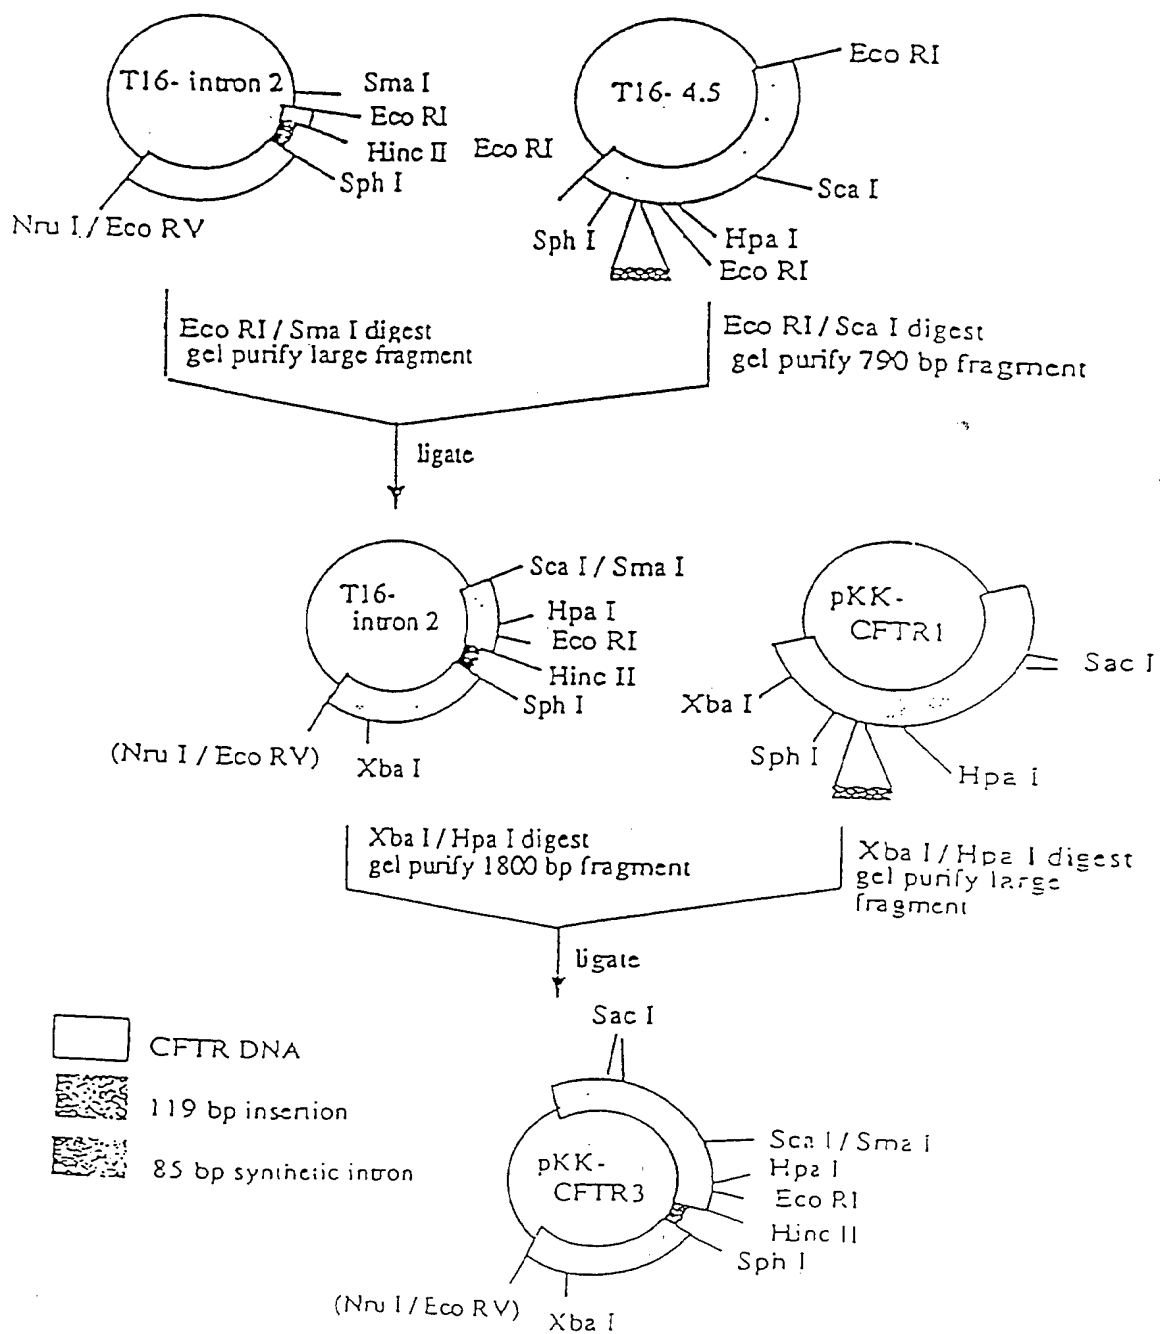 T16- intron 2
Sma I
Eco RI
Hinc II
Sph I
Nru I / Eco RV
T16- 4.5
Eco RI
Eco RI
Sca I
Sph I
Hpa I
Eco RI
Eco RI / Sma I digest
gel purify large fragment
Eco RI / Sca I digest
gel purify 790 bp fragment
ligate
T16-
intron 2
Sca I / Sma I
Hpa I
Eco RI
Hinc II
Sph I
(Nru I / Eco RV)
Xba I
pKK-
CFTR1
Sac I
Xba I
Sph I
Hpa I
Xba I / Hpa I digest
gel purify 1800 bp fragment
Xba I / Hpa I digest
gel purify large
fragment
ligate
Sac I
CFTR DNA
119 bp insertion
85 bp synthetic intron
pKK-
CFTR3
Sca I / Sma I
Hpa I
Eco RI
Hinc II
Sph I
(Nru I / Eco RV)
Xba I